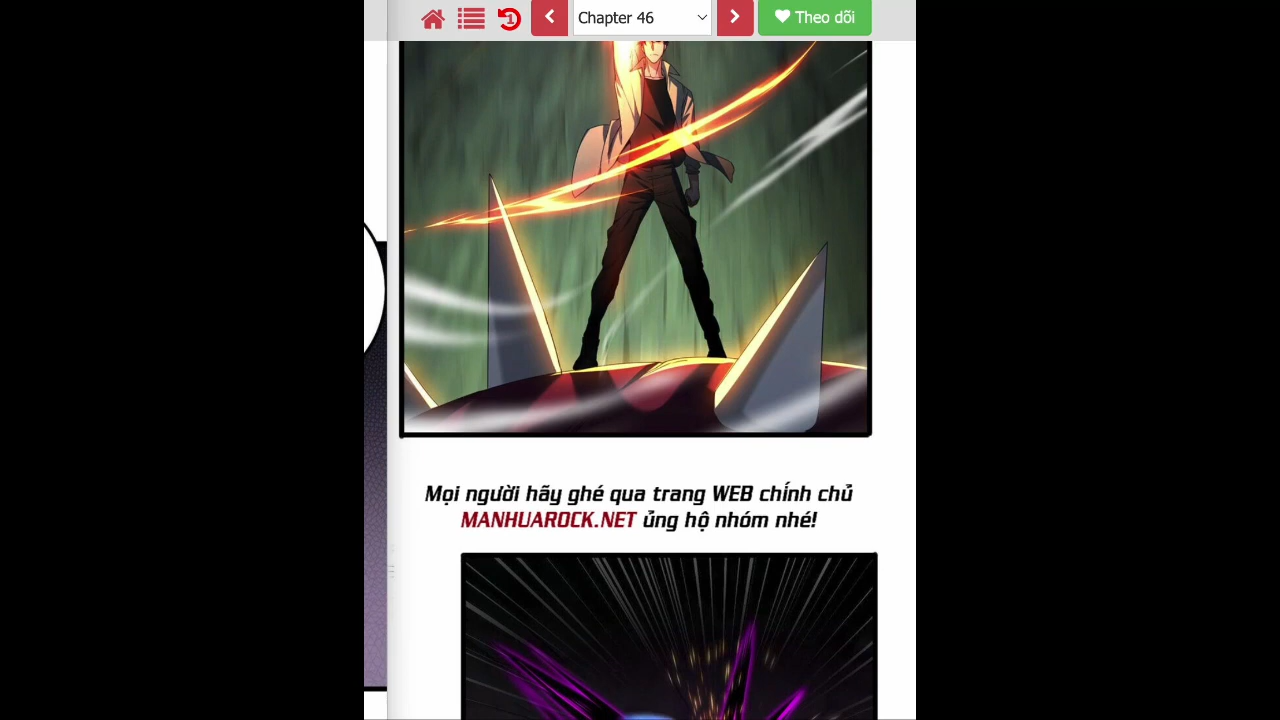 1
Chapter 46
Theo dõi
Mọi người hãy ghé qua trang WEB chính chủ
MANHUAROCK.NET ủng hộ nhóm nhé!